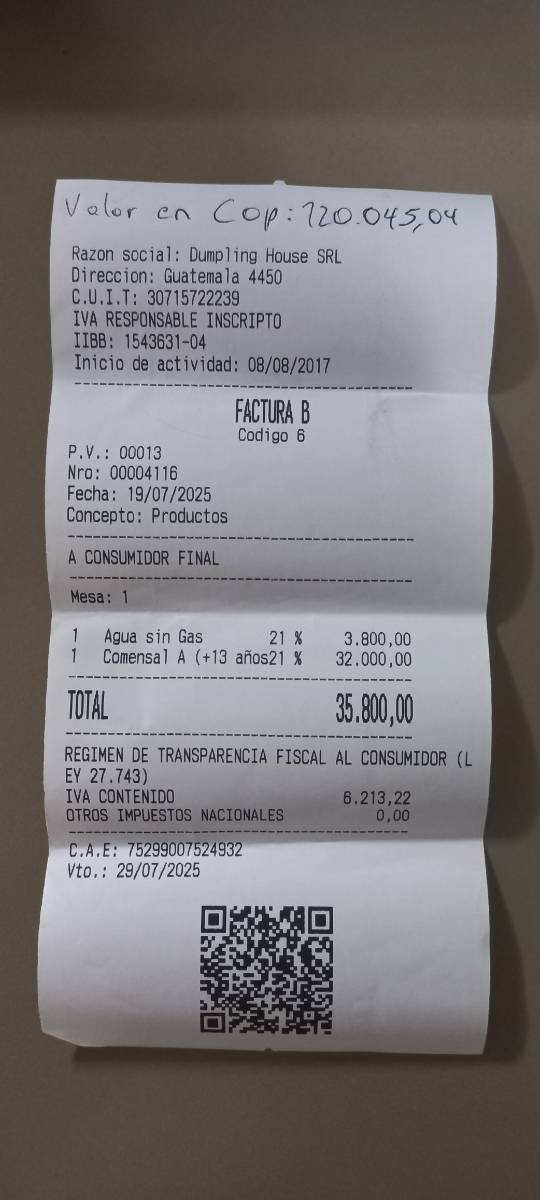 Valor en Cop: 120.045,04
Razon social: Dumpling House SRL
Direccion: Guatemala 4450
C.U.I.T: 30715722239
IVA RESPONSABLE INSCRIPTO
IIBB: 1543631-04
Inicio de actividad: 08/08/2017
FACTURA B
Codigo 6
P.V.: 00013
Nro: 00004116
Fecha: 19/07/2025
Concepto: Productos
A CONSUMIDOR FINAL
Mesa: 1
1 Agua sin Gas 21 % 3.800,00
1 Comensal A (+13 años21 % 32.000,00
TOTAL 35.800,00
REGIMEN DE TRANSPARENCIA FISCAL AL CONSUMIDOR (L
EY 27.743)
IVA CONTENIDO 6.213,22
OTROS IMPUESTOS NACIONALES 0,00
C.A.E: 75299007524932
Vto.: 29/07/2025